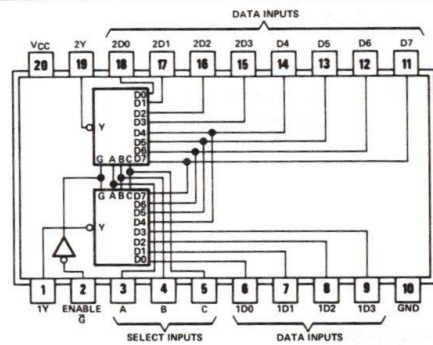 DATA INPUTS
VCC 2Y 2D0 2D1 2D2 2D3 D4 D5 D6 D7
20 19 18 17 16 15 14 13 12 11
D0
D1
D2
D3
Y D4
D5
D6
D7
G A B C
G A B C D7
D6
D5
D4
Y D3
D2
D1
D0
1 2 3 4 5 6 7 8 9 10
1Y ENABLE A B C 1D0 1D1 1D2 1D3 GND
G̅
SELECT INPUTS DATA INPUTS